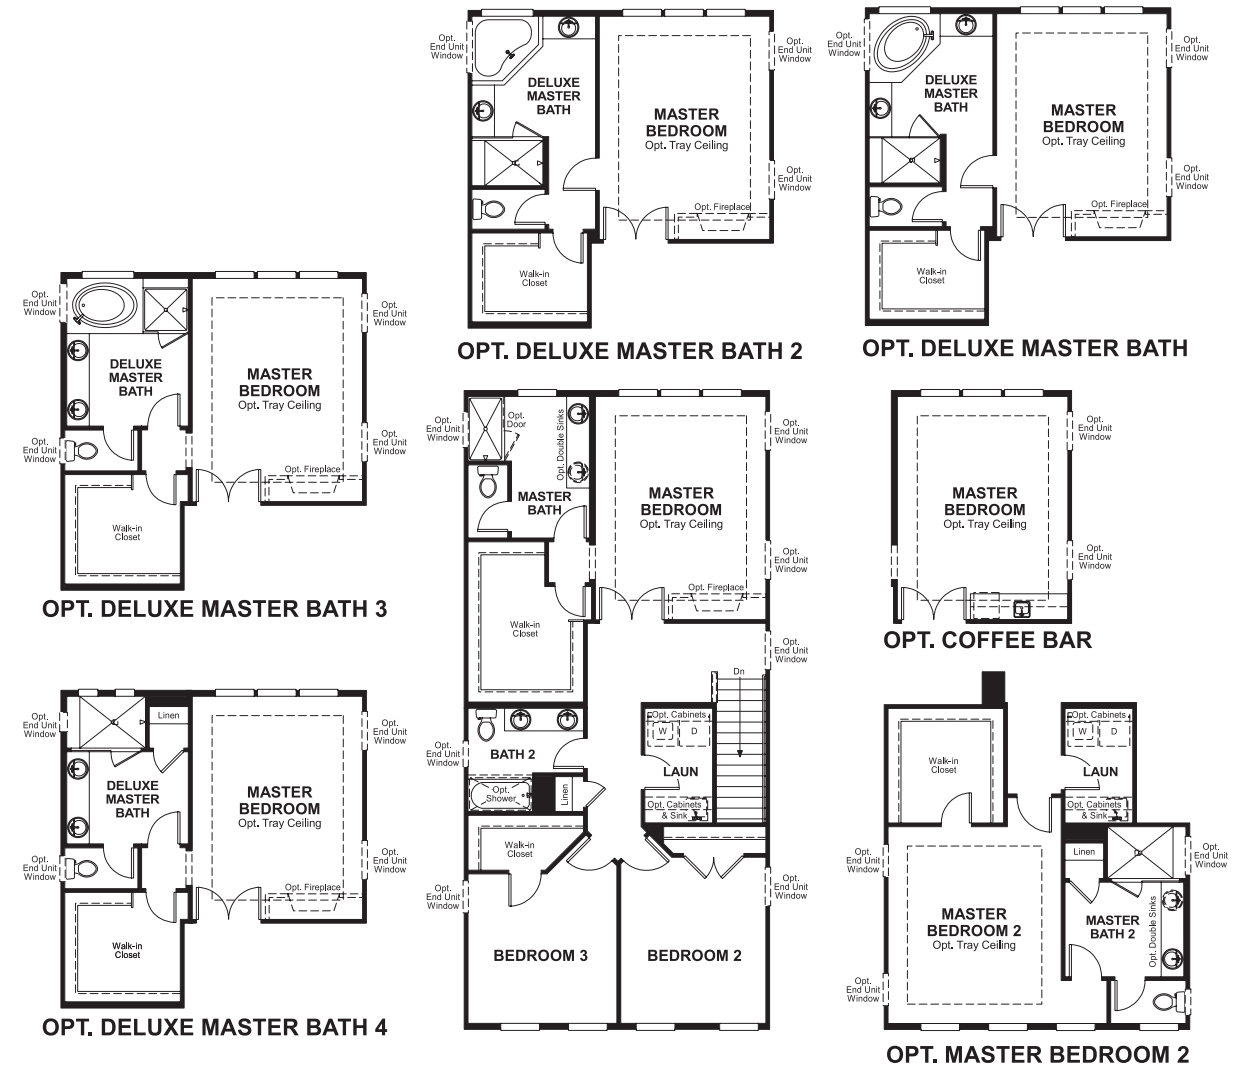 Opt.
End Unit
Window
DELUXE
MASTER
BATH
MASTER
BEDROOM
Opt. Tray Ceiling
Opt.
End Unit
Window
Opt.
End Unit
Window
Opt. Fireplace
Walk-in
Closet
OPT. DELUXE MASTER BATH 2
Opt.
End Unit
Window
DELUXE
MASTER
BATH
MASTER
BEDROOM
Opt. Tray Ceiling
Opt.
End Unit
Window
Opt.
End Unit
Window
Opt. Fireplace
Walk-in
Closet
OPT. DELUXE MASTER BATH
Opt.
End Unit
Window
DELUXE
MASTER
BATH
MASTER
BEDROOM
Opt. Tray Ceiling
Opt.
End Unit
Window
Opt.
End Unit
Window
Opt.
End Unit
Window
Opt. Fireplace
Walk-in
Closet
OPT. DELUXE MASTER BATH 3
Opt.
End Unit
Window
Opt.
Door
Opt. Double Sinks
MASTER
BATH
MASTER
BEDROOM
Opt. Tray Ceiling
Opt.
End Unit
Window
Opt.
End Unit
Window
Opt. Fireplace
Walk-in
Closet
Opt.
End Unit
Window
Dn
Opt. Cabinets
W
D
LAUN
Opt. Cabinets
& Sink
Opt.
End Unit
Window
BATH 2
Opt.
Shower
Linen
Walk-in
Closet
Opt.
End Unit
Window
Opt.
End Unit
Window
BEDROOM 3
BEDROOM 2
MASTER
BEDROOM
Opt. Tray Ceiling
Opt.
End Unit
Window
Opt.
End Unit
Window
OPT. COFFEE BAR
Opt.
End Unit
Window
Linen
DELUXE
MASTER
BATH
MASTER
BEDROOM
Opt. Tray Ceiling
Opt.
End Unit
Window
Opt.
End Unit
Window
Opt.
End Unit
Window
Opt. Fireplace
Walk-in
Closet
OPT. DELUXE MASTER BATH 4
Walk-in
Closet
Opt. Cabinets
W
D
LAUN
Opt. Cabinets
& Sink
Opt.
End Unit
Window
Linen
Opt.
End Unit
Window
MASTER
BEDROOM 2
Opt. Tray Ceiling
MASTER
BATH 2
Opt. Double Sinks
Opt.
End Unit
Window
Opt.
End Unit
Window
OPT. MASTER BEDROOM 2